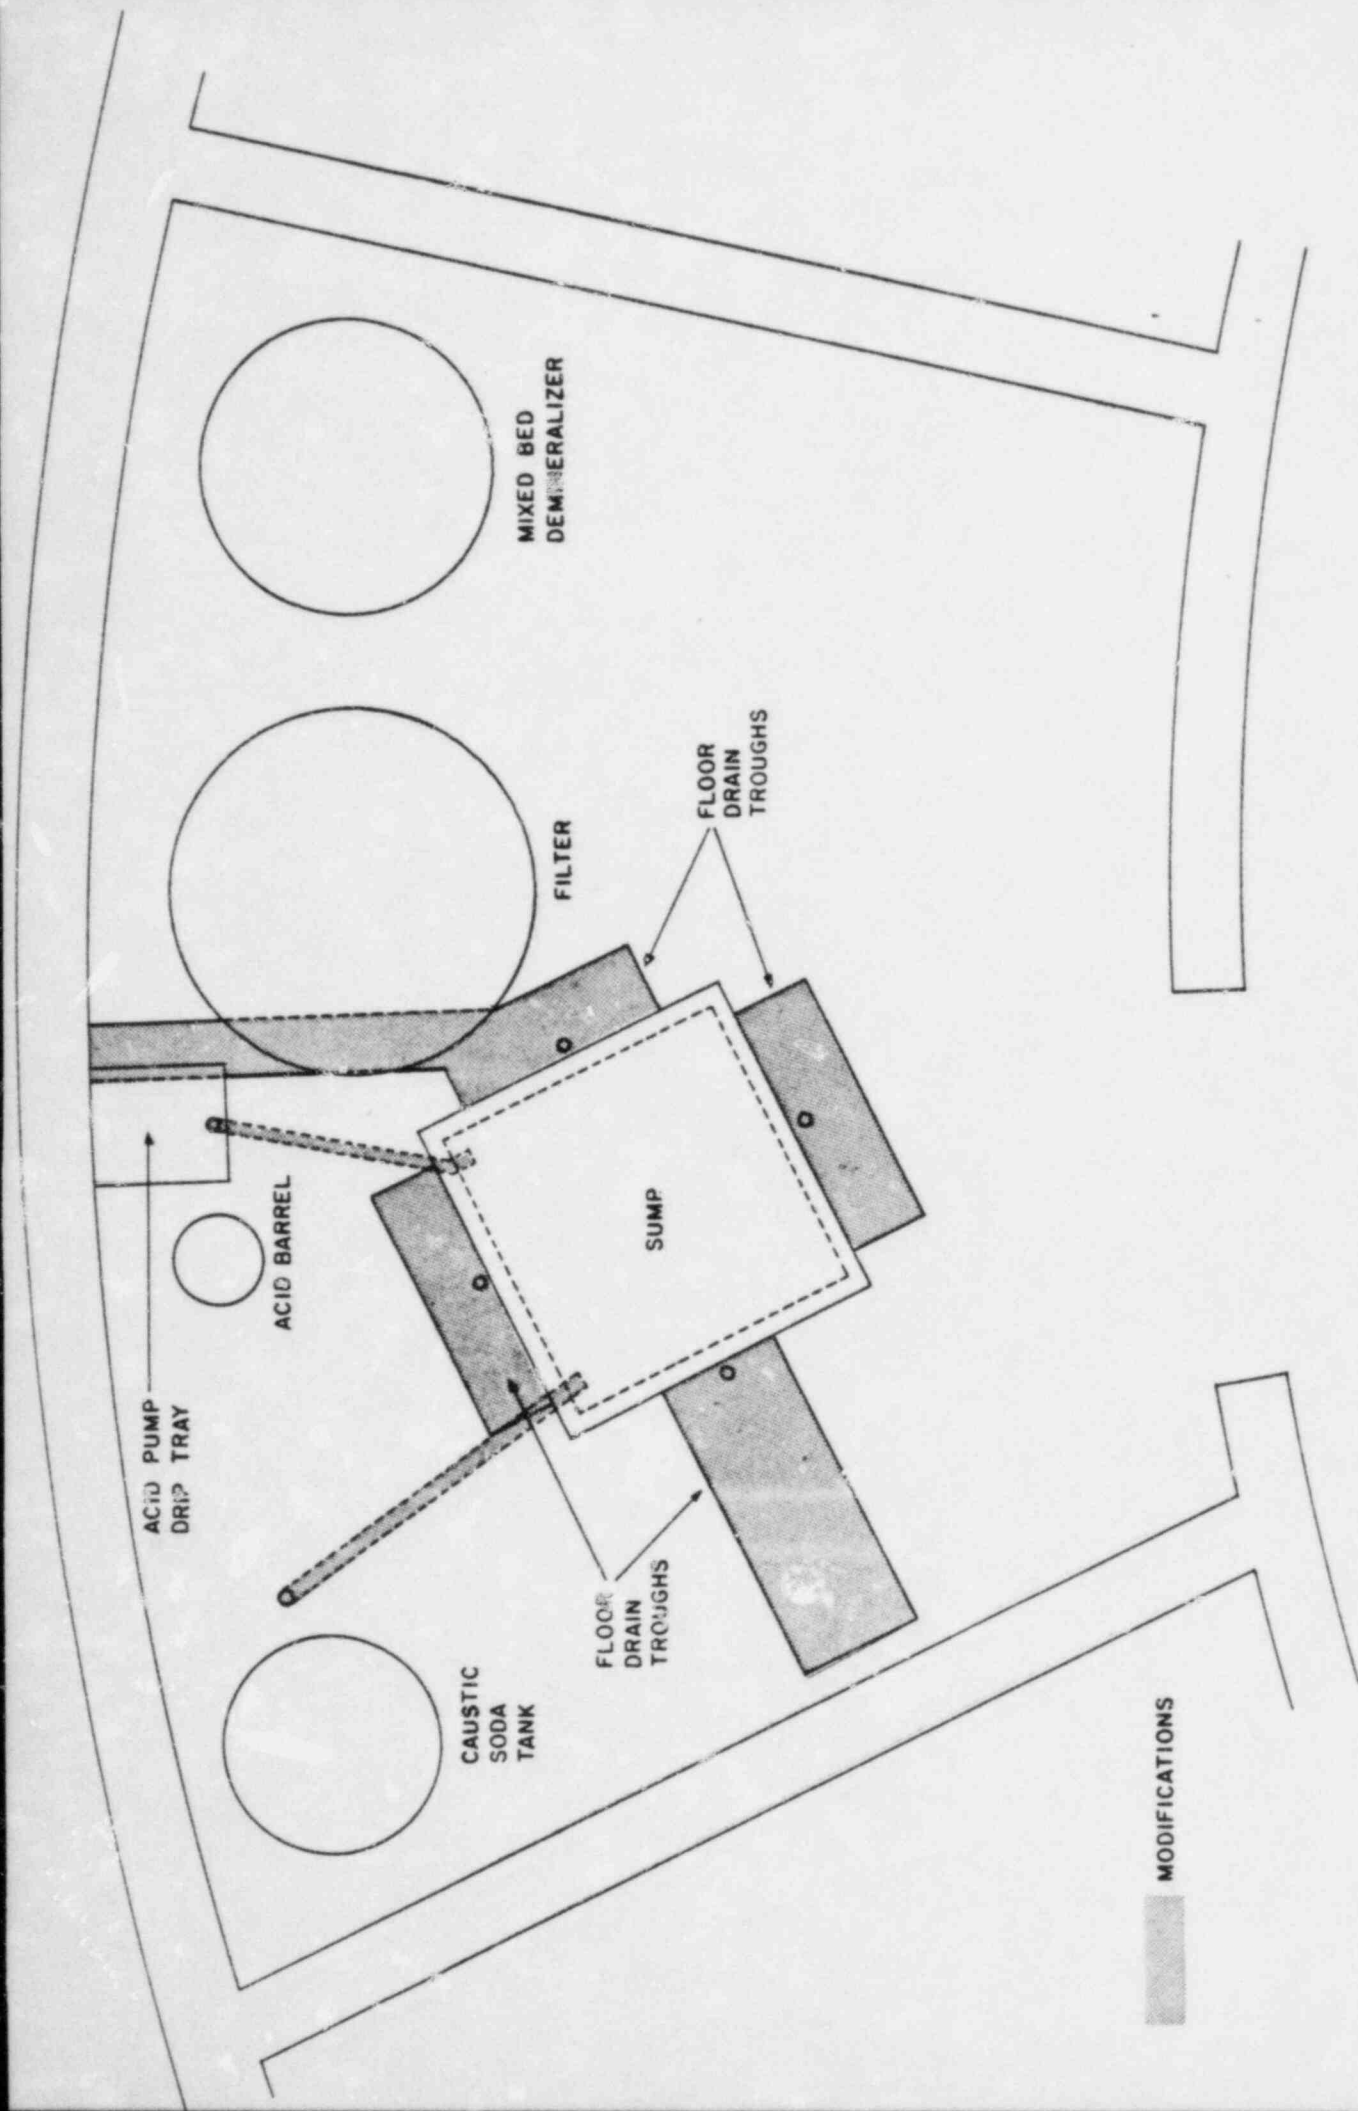 ACID PUMP
DRIP TRAY
ACID BARREL
CAUSTIC
SODA
TANK
FLOOR
DRAIN
TROUGHS
SUMP
FILTER
FLOOR
DRAIN
TROUGHS
MIXED BED
DEMINERALIZER
MODIFICATIONS